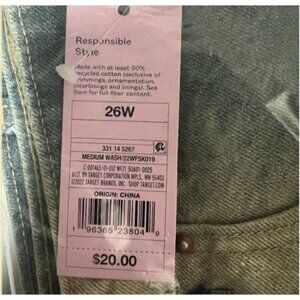 Responsible
Style
Made with at least 90%
recycled cotton (exclusive of
trimmings, ornamentation,
interlinings and linings). See
item for full fiber content.
26W
331 14 5267
MEDIUM WASH/22WFSK019
DIST BY TARGET CORPORATION MPLS, MN 55403
©2022 TARGET BRANDS, INC. SHOP TARGET.COM
ORIGIN: CHINA
1 96365 23804 9
$20.00